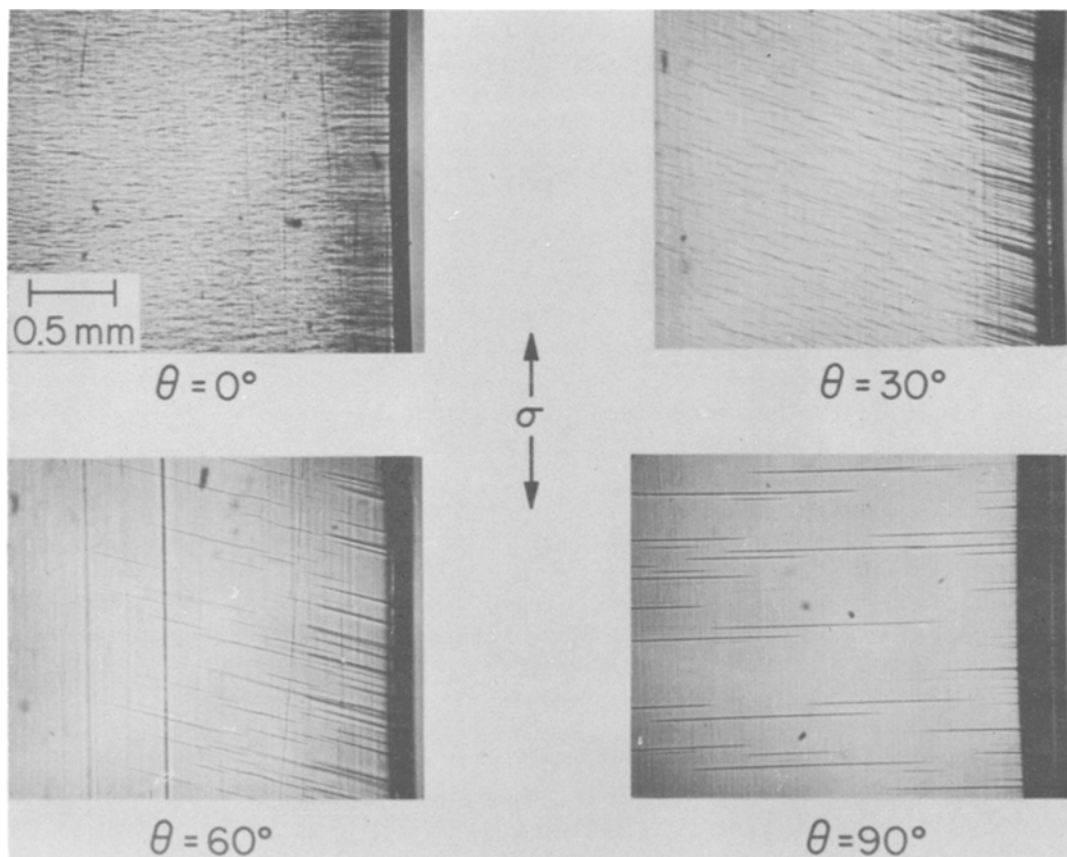 0.5 mm
θ = 0°
θ = 30°
σ
θ = 60°
θ = 90°